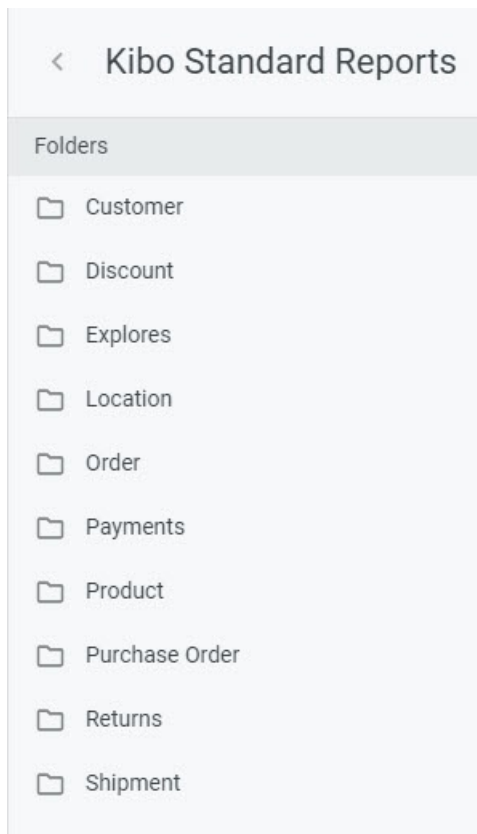 Kibo Standard Reports
Folders
Customer
Discount
Explores
Location
Order
Payments
Product
Purchase Order
Returns
Shipment